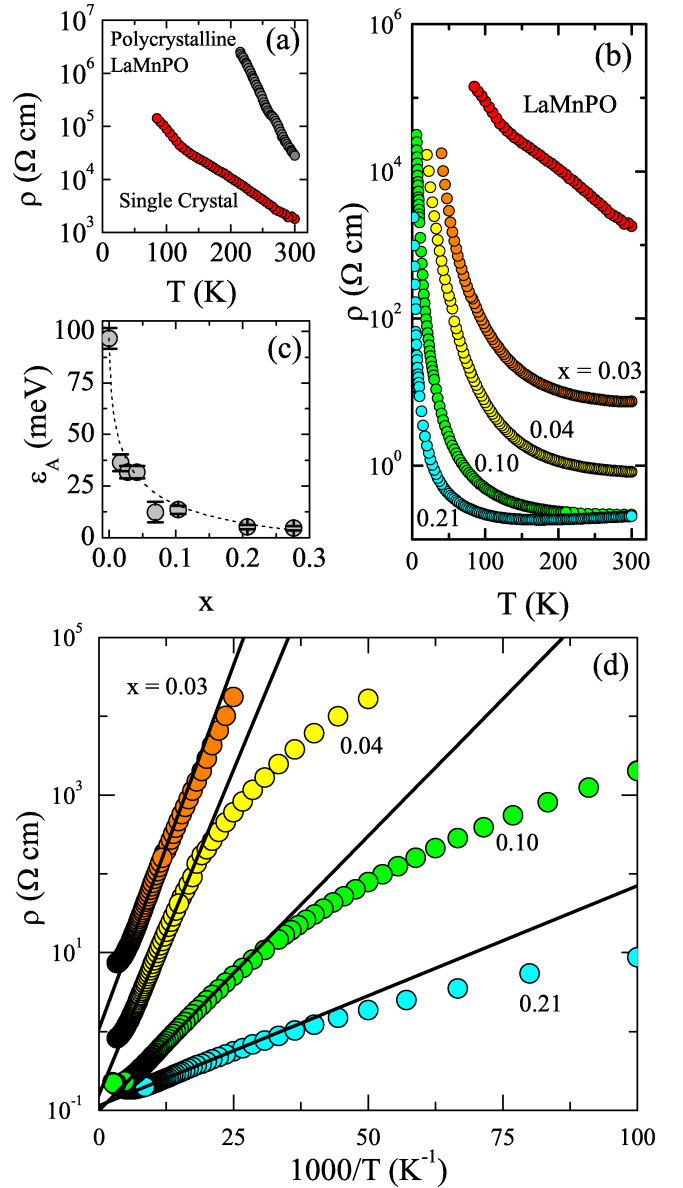 (a)
Polycrystalline
LaMnPO
Single Crystal
10^7
10^6
10^5
10^4
10^3
ρ (Ω cm)
0 100 200 300
T (K)
(b)
LaMnPO
x = 0.03
0.04
0.10
0.21
10^6
10^4
10^2
10^0
ρ (Ω cm)
0 100 200 300
T (K)
(c)
100
75
50
25
0
ε_A (meV)
0.0 0.1 0.2 0.3
x
(d)
x = 0.03
0.04
0.10
0.21
10^5
10^3
10^1
10^-1
ρ (Ω cm)
0 25 50 75 100
1000/T (K^-1)